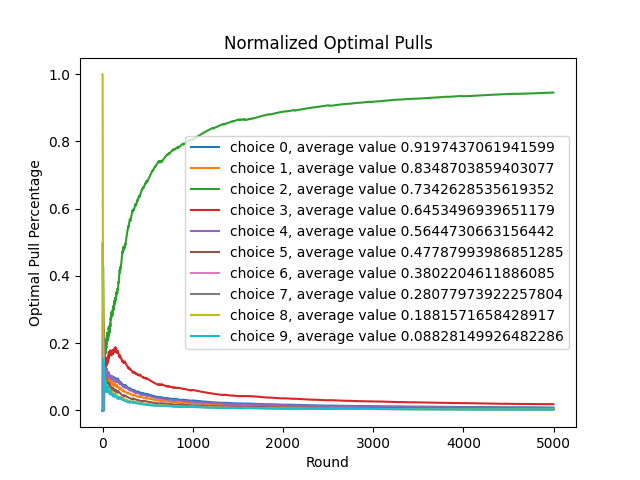 Normalized Optimal Pulls
1.0
0.8
0.6
0.4
0.2
0.0
Optimal Pull Percentage
choice 0, average value 0.9197437061941599
choice 1, average value 0.8348703859403077
choice 2, average value 0.7342628535619352
choice 3, average value 0.6453496939651179
choice 4, average value 0.5644730663156442
choice 5, average value 0.47787993986851285
choice 6, average value 0.3802204611886085
choice 7, average value 0.28077973922257804
choice 8, average value 0.1881571658428917
choice 9, average value 0.08828149926482286
0 1000 2000 3000 4000 5000
Round